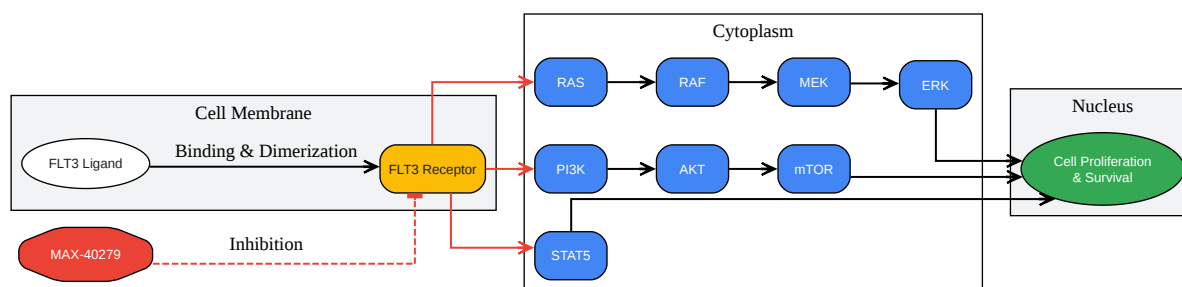 Cytoplasm
RAS
RAF
MEK
ERK
Cell Membrane
Nucleus
FLT3 Ligand
Binding & Dimerization
FLT3 Receptor
PI3K
AKT
mTOR
Cell Proliferation
& Survival
MAX-40279
Inhibition
STAT5